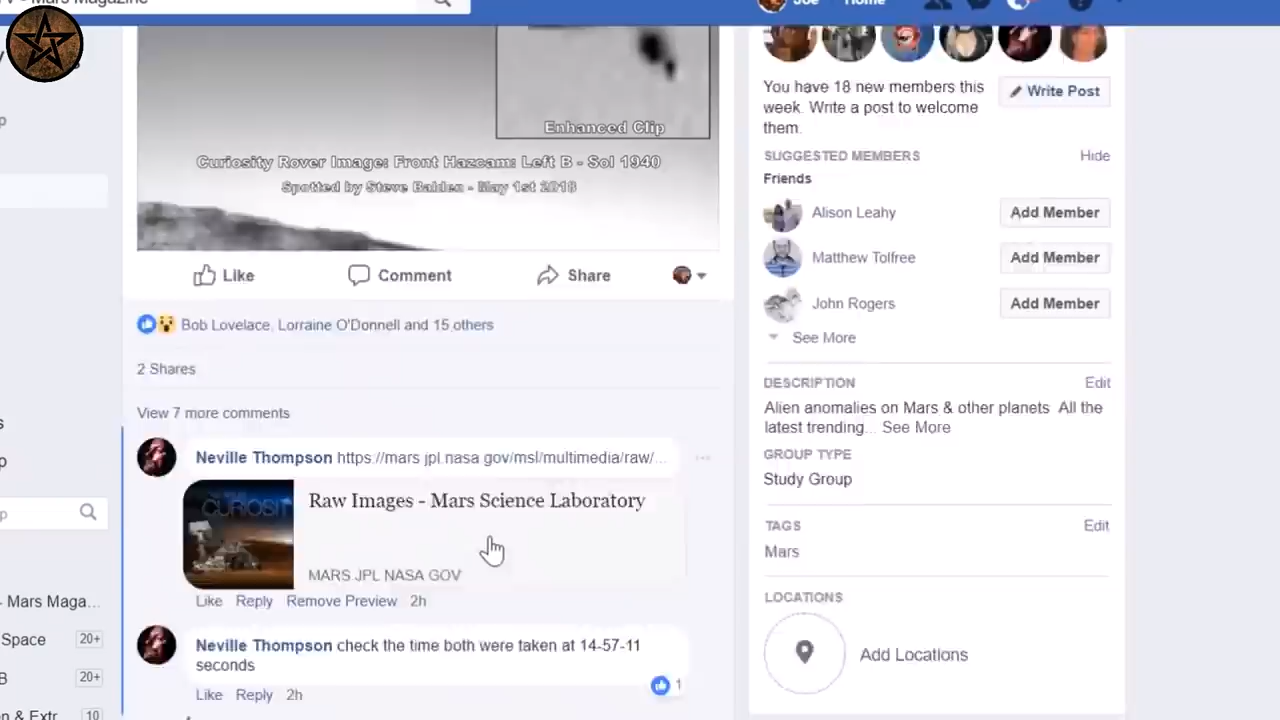 Mars Magazine
Joe Home
Enhanced Clip
Curiosity Rover Image: Front Hazcam: Left B - Sol 1940
Spotted by Steve Balden - May 1st 2018
Like
Comment
Share
Bob Lovelace, Lorraine O'Donnell and 15 others
2 Shares
View 7 more comments
Neville Thompson https://mars.jpl.nasa.gov/msl/multimedia/raw/...
CURIOSIT
Raw Images - Mars Science Laboratory
MARS JPL NASA GOV
Like Reply Remove Preview 2h
Neville Thompson check the time both were taken at 14-57-11
seconds
1
Like Reply 2h
- Mars Maga...
Space 20+
B 20+
& Extr 10
You have 18 new members this
week. Write a post to welcome
them.
Write Post
SUGGESTED MEMBERS Hide
Friends
Alison Leahy Add Member
Matthew Tolfree Add Member
John Rogers Add Member
See More
DESCRIPTION Edit
Alien anomalies on Mars & other planets All the
latest trending... See More
GROUP TYPE
Study Group
TAGS Edit
Mars
LOCATIONS
Add Locations